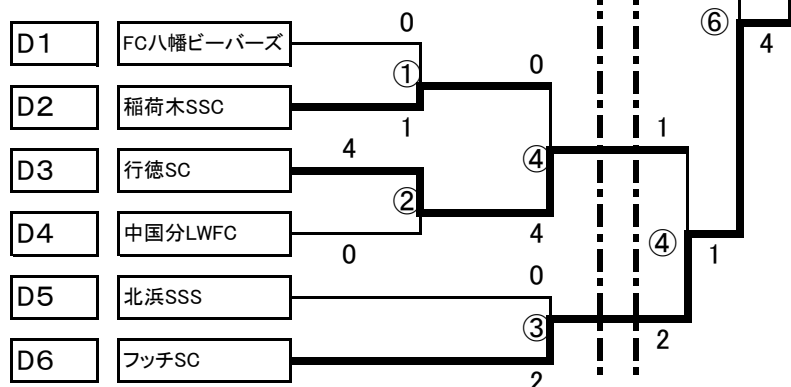 ⑥
4
D1 FC八幡ビーバーズ 0
① 0
D2 稲荷木SSC 1
4 1
D3 行徳SC ④
②
D4 中国分LWFC 4 ④
0 1
D5 北浜SSS 0
③ 2
D6 フッチSC
2